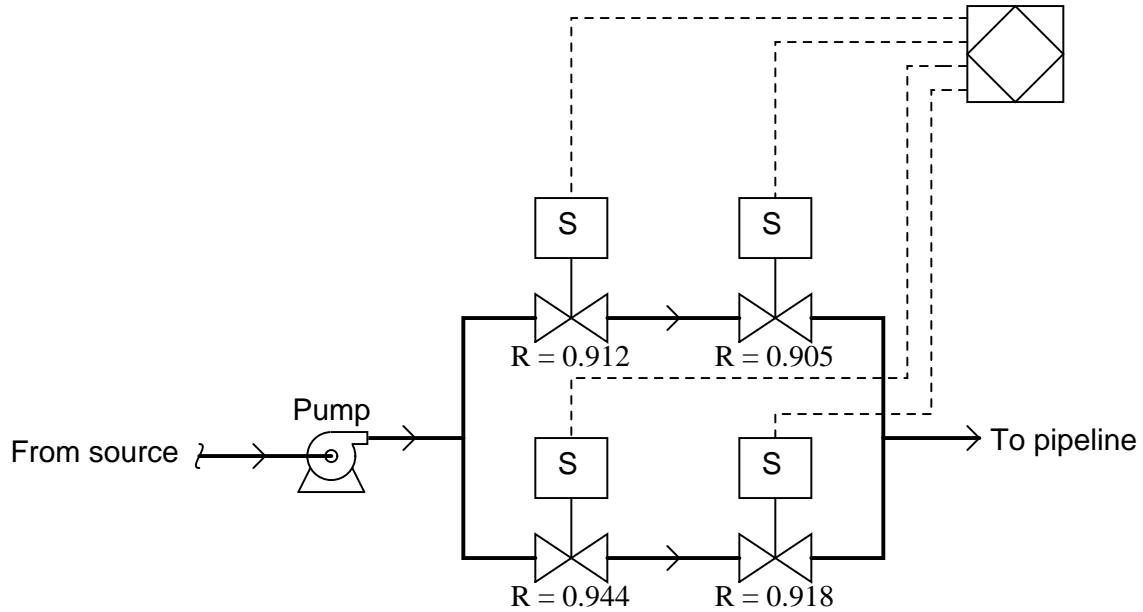 S
S
R = 0.912
R = 0.905
Pump
From source
To pipeline
S
S
R = 0.944
R = 0.918